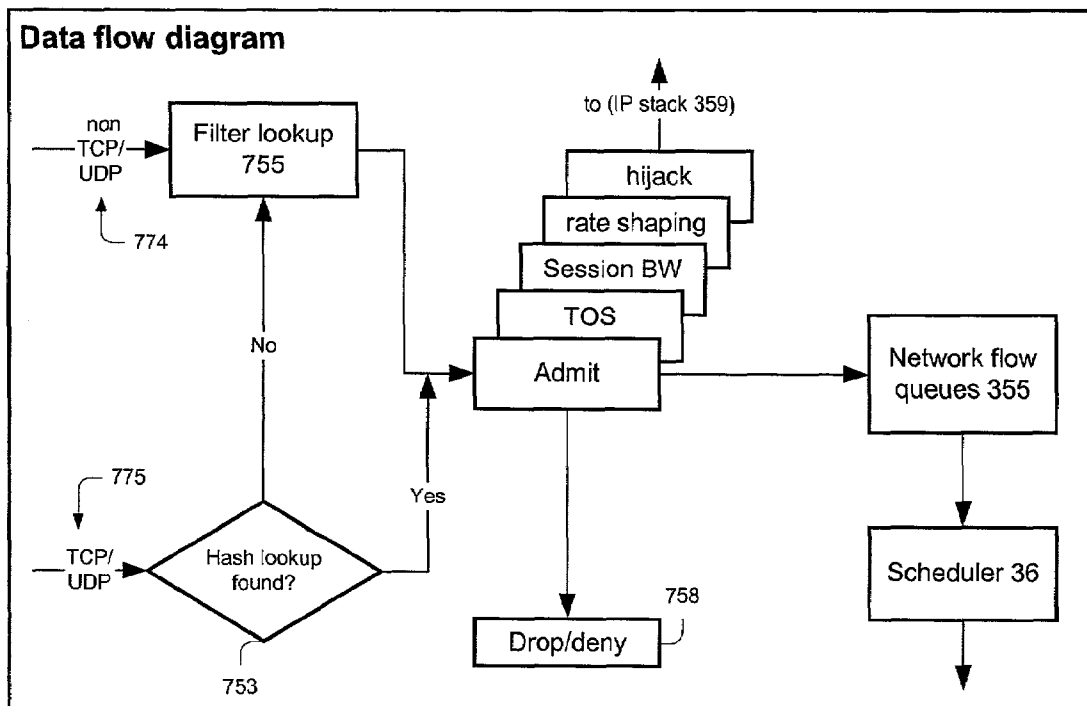 Data flow diagram
to (IP stack 359)
non
TCP/
UDP
Filter lookup
755
hijack
rate shaping
774
Session BW
TOS
No
Admit
Network flow
queues 355
775
Yes
TCP/
UDP
Hash lookup
found?
Scheduler 36
758
Drop/deny
753